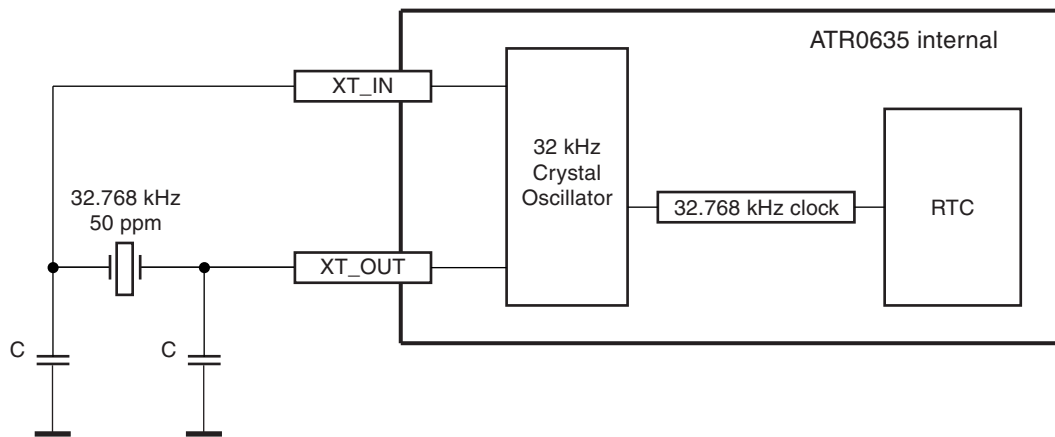 ATR0635 internal
XT_IN
32 kHz
Crystal
Oscillator
32.768 kHz
50 ppm
32.768 kHz clock
RTC
XT_OUT
C
C